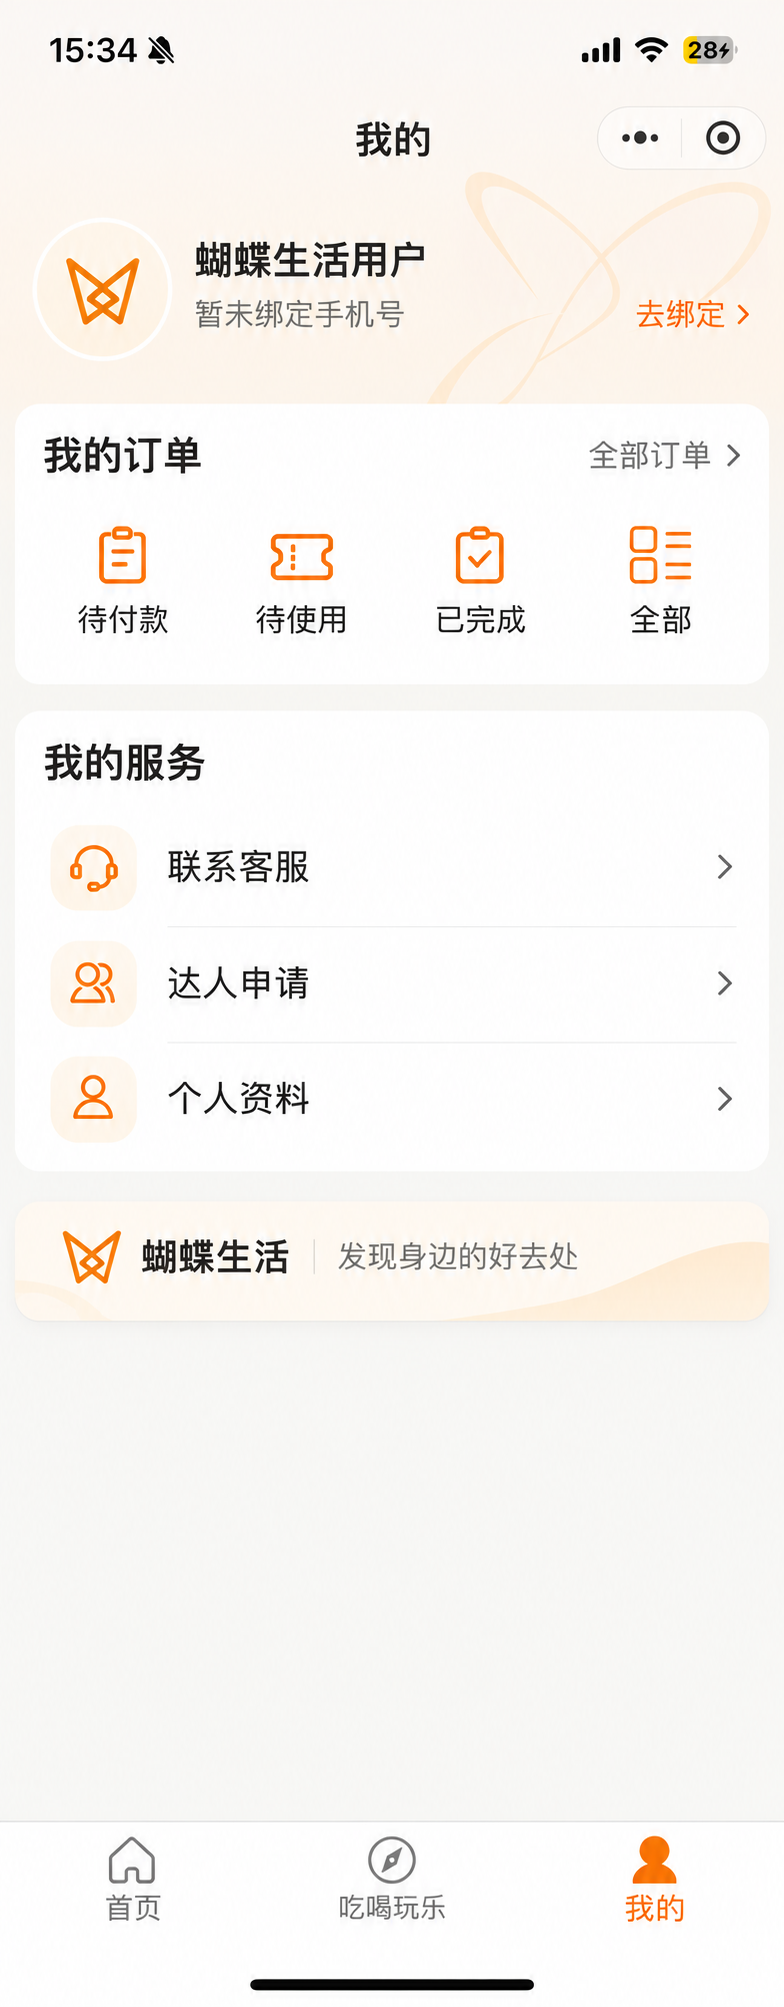 15:34
28
我的
蝴蝶生活用户
暂未绑定手机号
去绑定
我的订单
全部订单
待付款 待使用 已完成 全部
我的服务
联系客服
达人申请
个人资料
蝴蝶生活 发现身边的好去处
首页 吃喝玩乐 我的